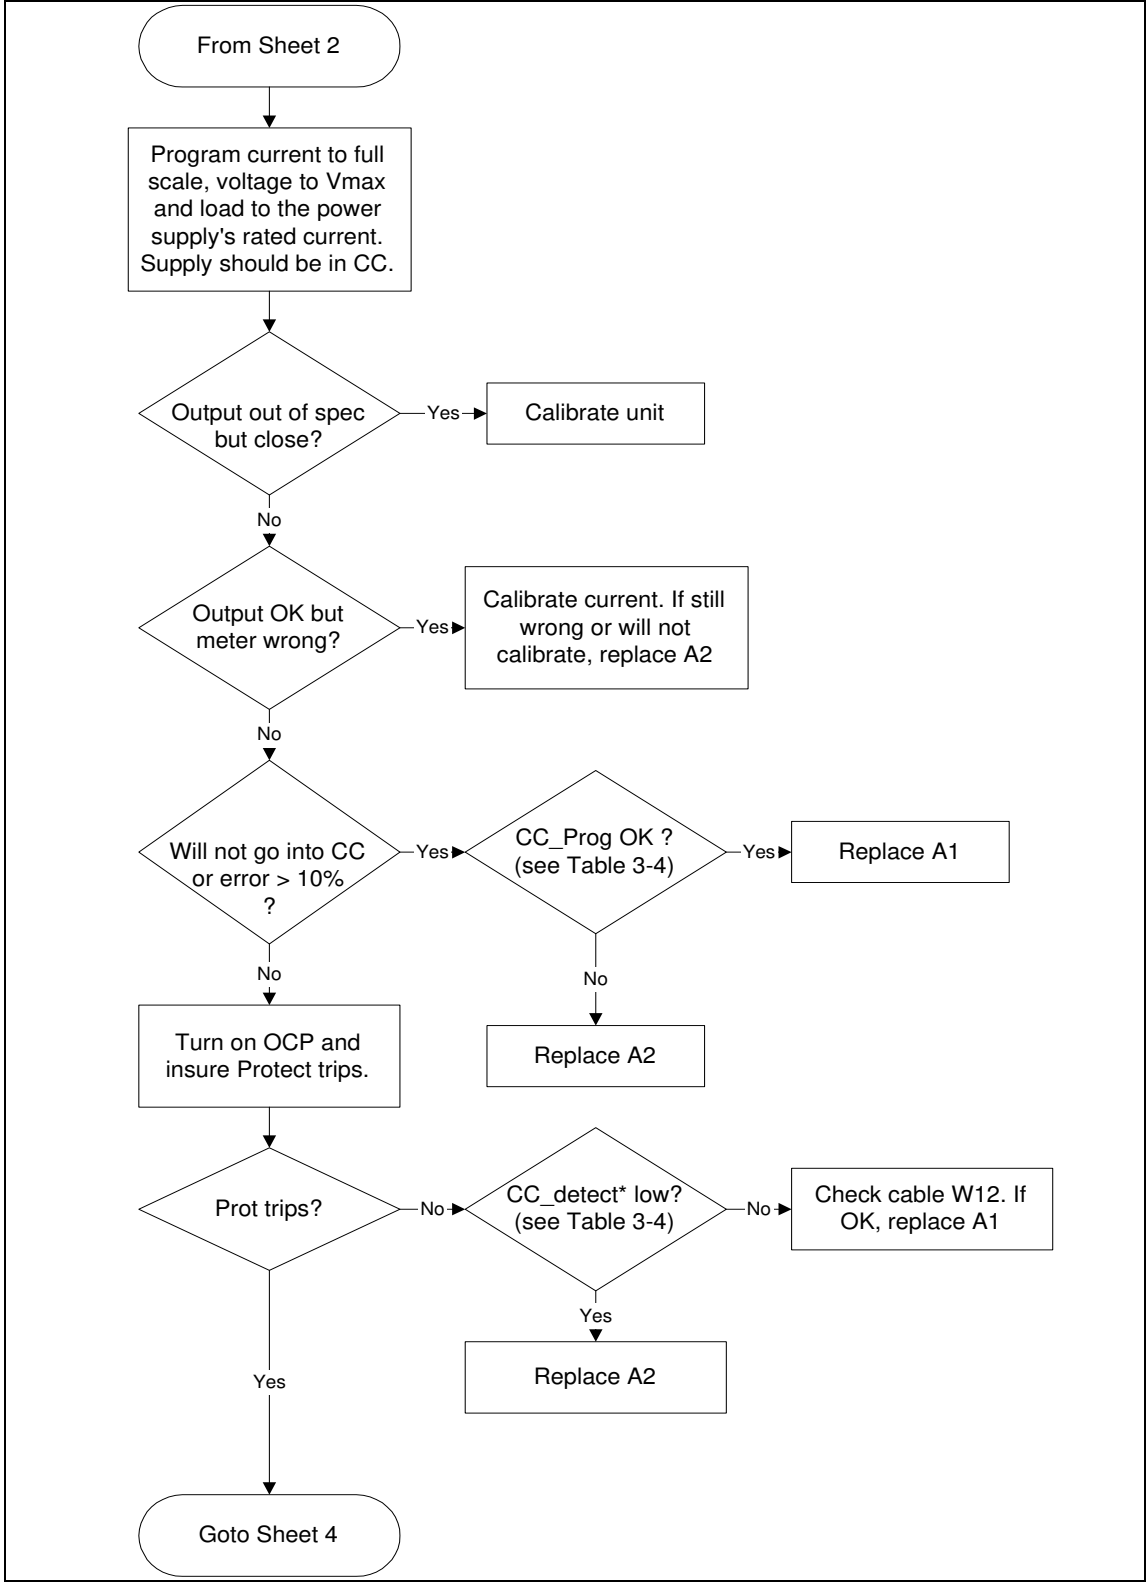 From Sheet 2
Program current to full
scale, voltage to Vmax
and load to the power
supply's rated current.
Supply should be in CC.
Output out of spec
but close?
Yes
Calibrate unit
No
Output OK but
meter wrong?
Yes
Calibrate current. If still
wrong or will not
calibrate, replace A2
No
Will not go into CC
or error > 10%
?
Yes
CC_Prog OK ?
(see Table 3-4)
Yes
Replace A1
No
Replace A2
No
Turn on OCP and
insure Protect trips.
Prot trips?
No
CC_detect* low?
(see Table 3-4)
No
Check cable W12. If
OK, replace A1
Yes
Replace A2
Yes
Goto Sheet 4